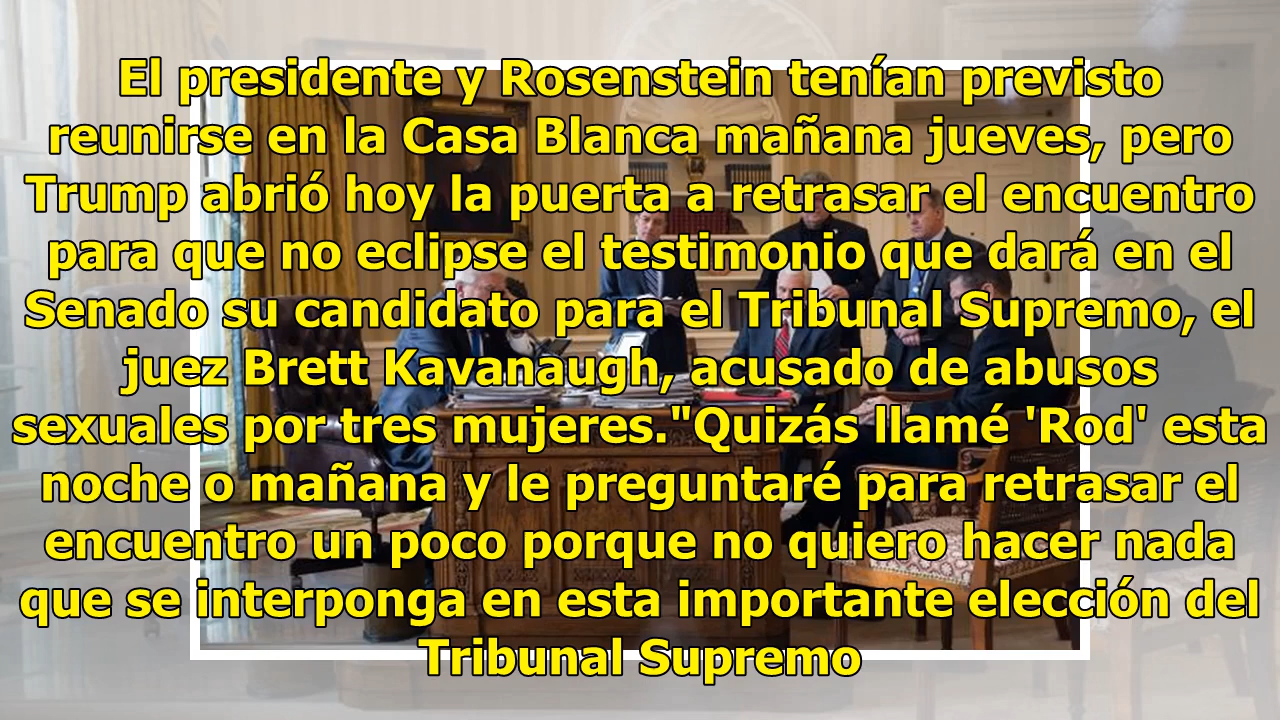 El presidente y Rosenstein tenían previsto
reunirse en la Casa Blanca mañana jueves, pero
Trump abrió hoy la puerta a retrasar el encuentro
para que no eclipse el testimonio que dará en el
Senado su candidato para el Tribunal Supremo, el
juez Brett Kavanaugh, acusado de abusos
sexuales por tres mujeres."Quizás llamé 'Rod' esta
noche o mañana y le preguntaré para retrasar el
encuentro un poco porque no quiero hacer nada
que se interponga en esta importante elección del
Tribunal Supremo